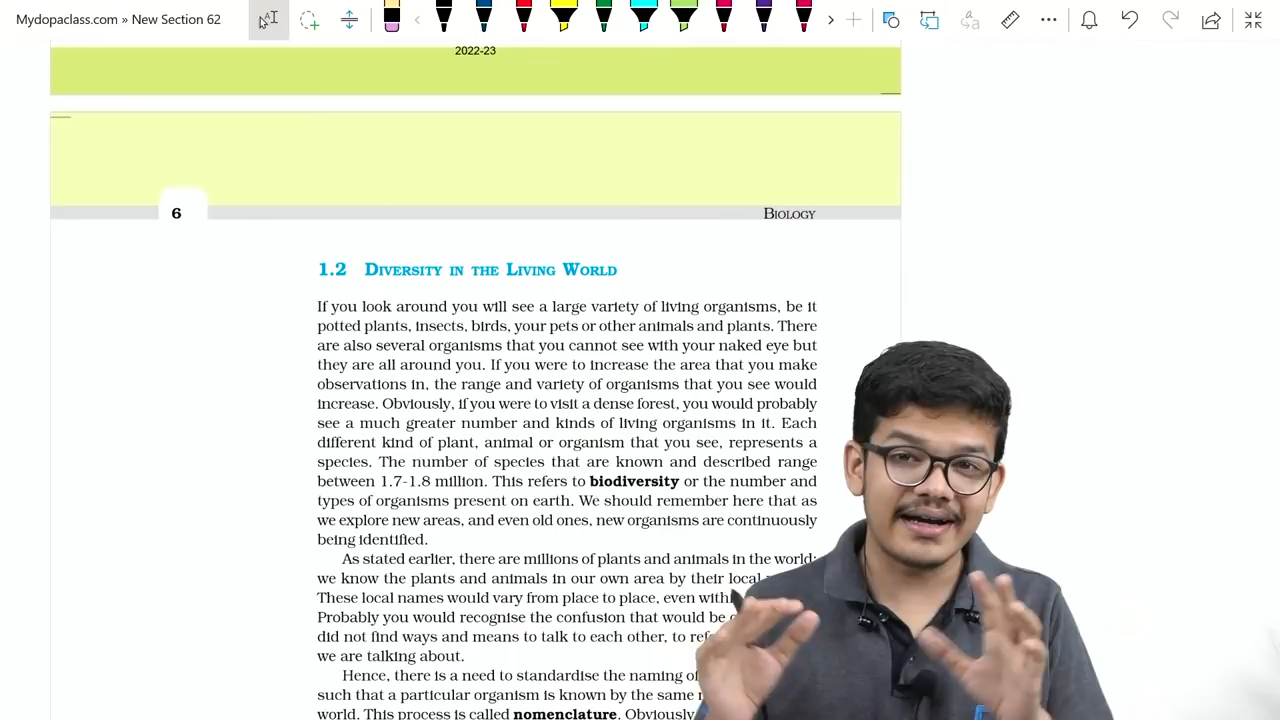 Mydopaclass.com » New Section 62
2022-23
6
BIOLOGY
1.2 DIVERSITY IN THE LIVING WORLD
If you look around you will see a large variety of living organisms, be it
potted plants, insects, birds, your pets or other animals and plants. There
are also several organisms that you cannot see with your naked eye but
they are all around you. If you were to increase the area that you make
observations in, the range and variety of organisms that you see would
increase. Obviously, if you were to visit a dense forest, you would probably
see a much greater number and kinds of living organisms in it. Each
different kind of plant, animal or organism that you see, represents a
species. The number of species that are known and described range
between 1.7-1.8 million. This refers to biodiversity or the number and
types of organisms present on earth. We should remember here that as
we explore new areas, and even old ones, new organisms are continuously
being identified.
As stated earlier, there are millions of plants and animals in the world;
we know the plants and animals in our own area by their local
These local names would vary from place to place, even
Probably you would recognise the confusion that would be
did not find ways and means to talk to each other, to
we are talking about.
Hence, there is a need to standardise the naming
such that a particular organism is known by the same
world. This process is called nomenclature. Obviously